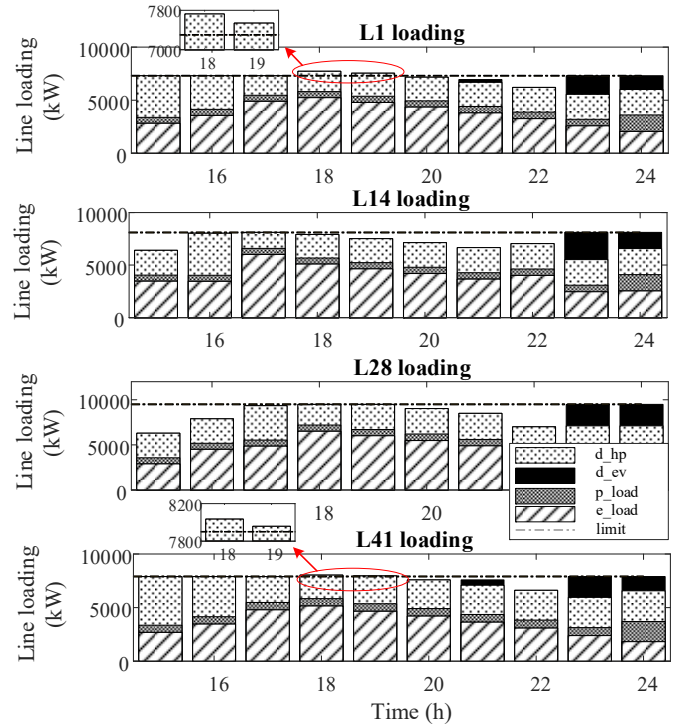 7800
7000
18 19
L1 loading
10000
5000
0
Line loading
(kW)
16 18 20 22 24
L14 loading
10000
5000
0
Line loading
(kW)
16 18 20 22 24
L28 loading
10000
5000
0
Line loading
(kW)
18 20
d_hp
d_ev
p_load
e_load
limit
8200
7800
18 19
L41 loading
10000
5000
0
Line loading
(kW)
16 18 20 22 24
Time (h)